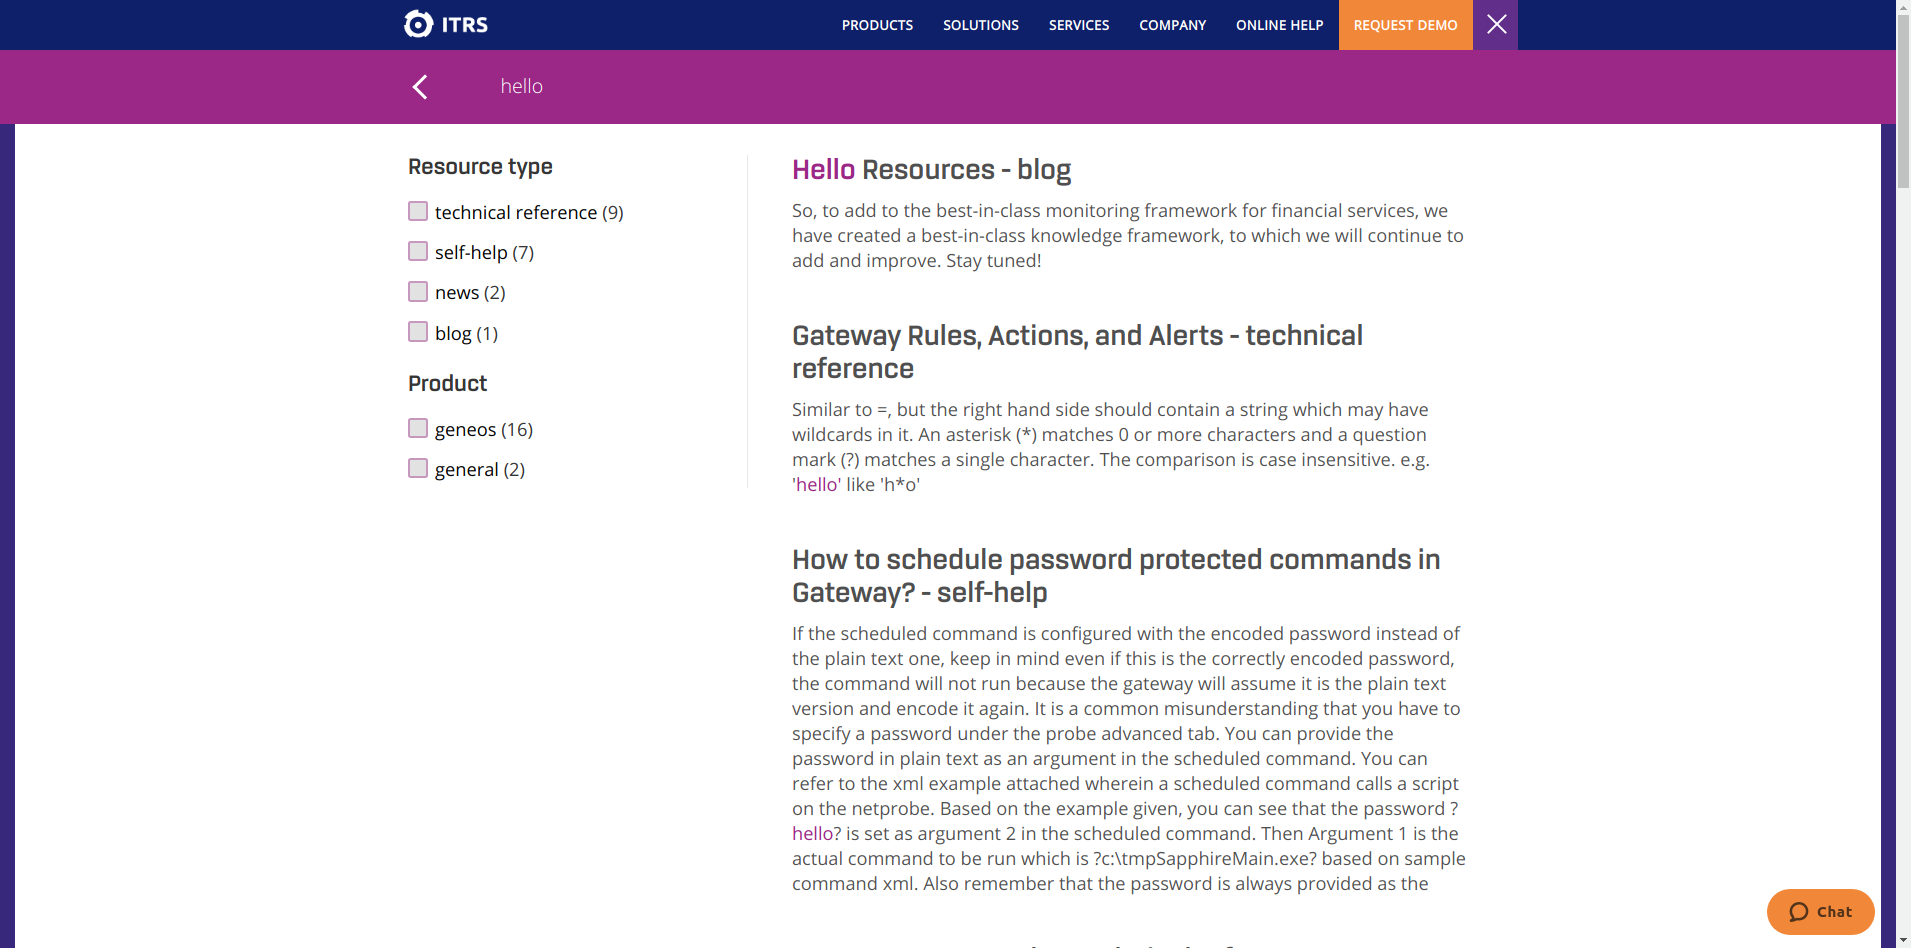 ITRS
PRODUCTS SOLUTIONS SERVICES COMPANY ONLINE HELP REQUEST DEMO
hello
Resource type
technical reference (9)
self-help (7)
news (2)
blog (1)
Product
geneos (16)
general (2)
Hello Resources - blog
So, to add to the best-in-class monitoring framework for financial services, we
have created a best-in-class knowledge framework, to which we will continue to
add and improve. Stay tuned!
Gateway Rules, Actions, and Alerts - technical
reference
Similar to =, but the right hand side should contain a string which may have
wildcards in it. An asterisk (*) matches 0 or more characters and a question
mark (?) matches a single character. The comparison is case insensitive. e.g.
'hello' like 'h*o'
How to schedule password protected commands in
Gateway? - self-help
If the scheduled command is configured with the encoded password instead of
the plain text one, keep in mind even if this is the correctly encoded password,
the command will not run because the gateway will assume it is the plain text
version and encode it again. It is a common misunderstanding that you have to
specify a password under the probe advanced tab. You can provide the
password in plain text as an argument in the scheduled command. You can
refer to the xml example attached wherein a scheduled command calls a script
on the netprobe. Based on the example given, you can see that the password ?
hello? is set as argument 2 in the scheduled command. Then Argument 1 is the
actual command to be run which is ?c:\tmpSapphireMain.exe? based on sample
command xml. Also remember that the password is always provided as the
Chat